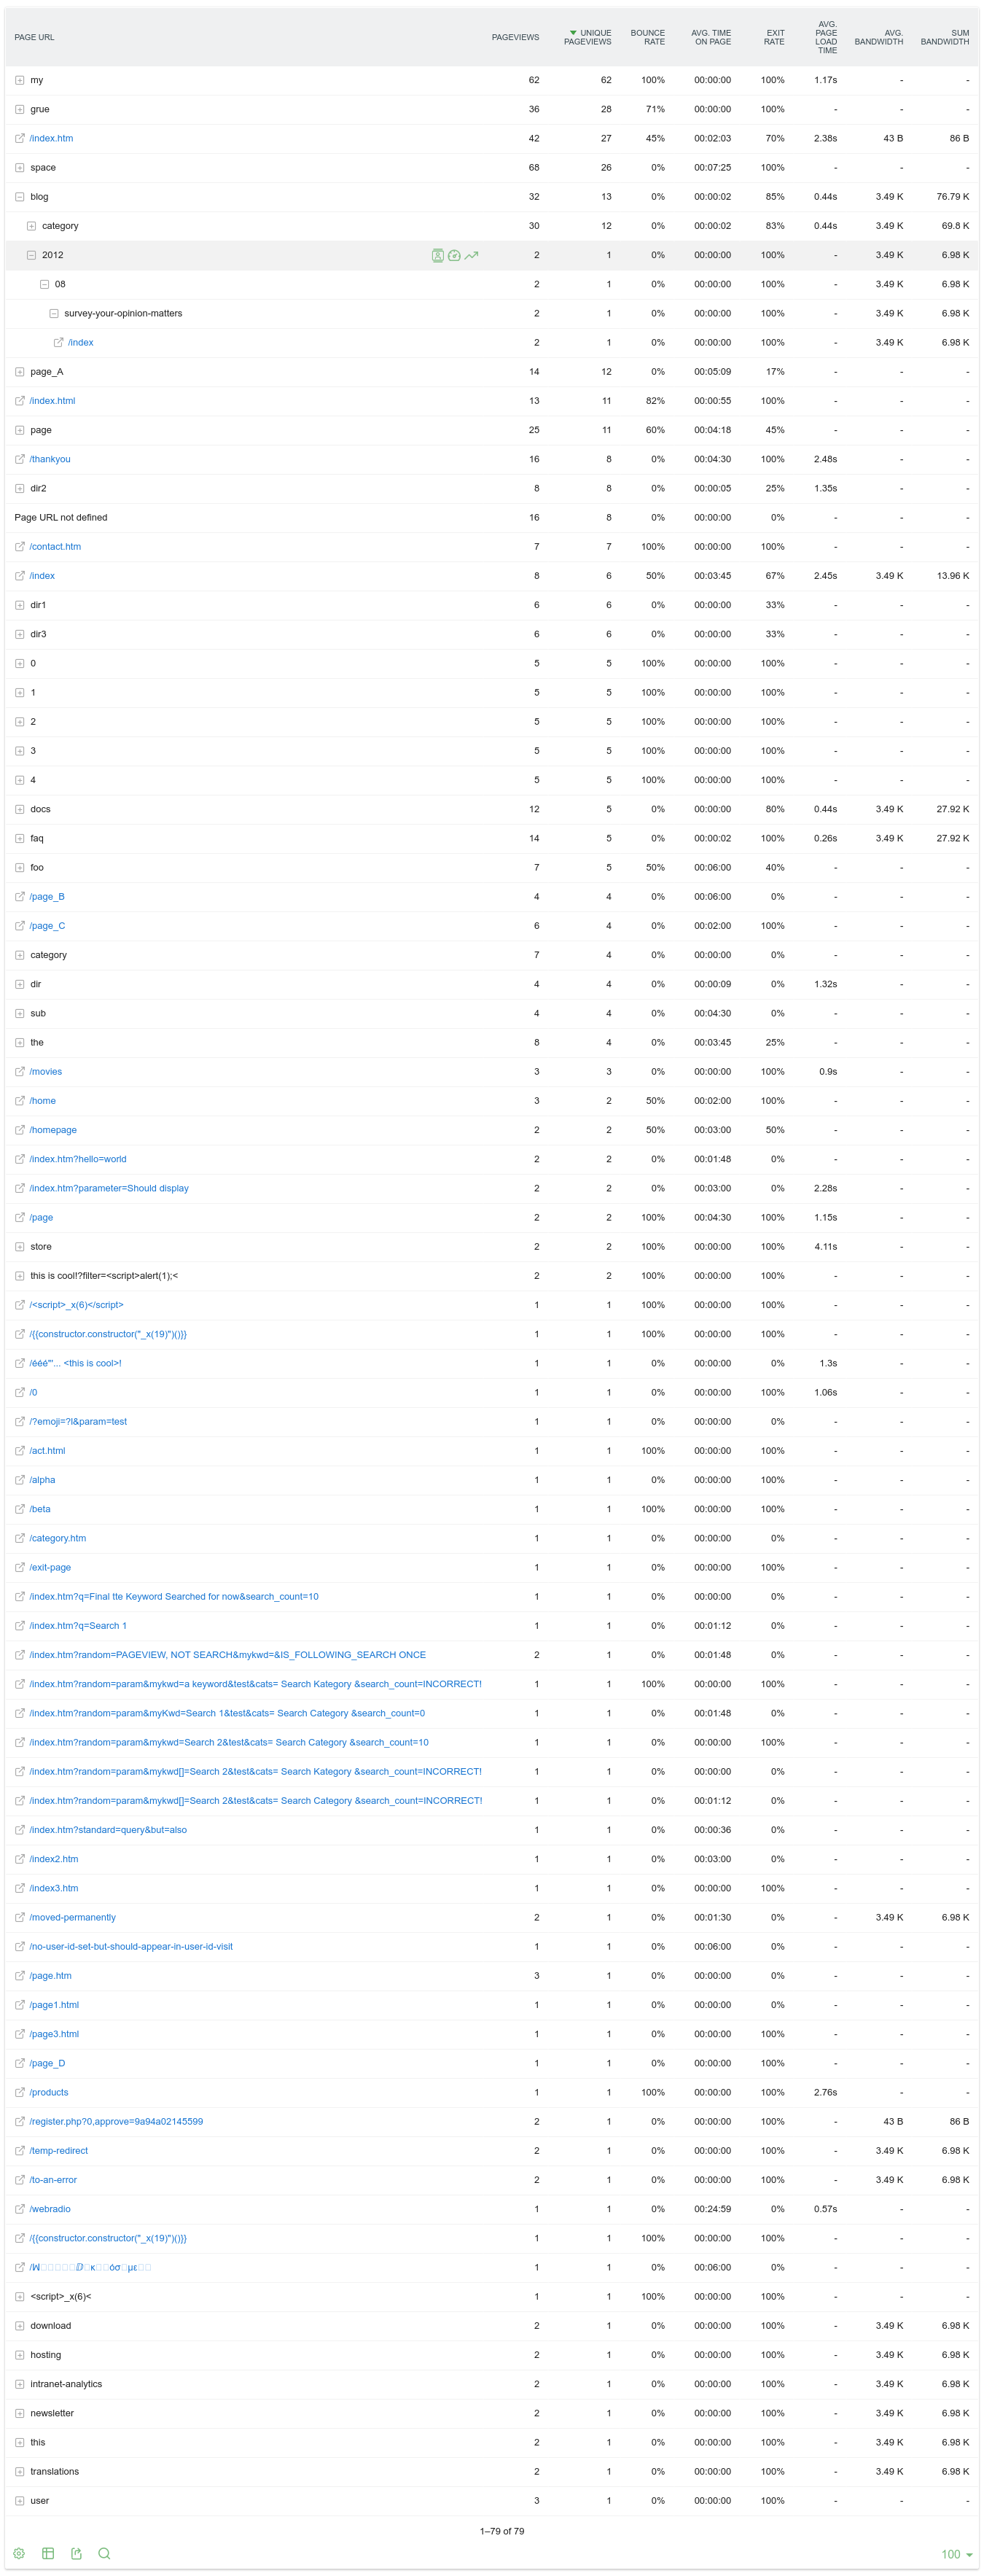 PAGE URL PAGEVIEWS UNIQUE PAGEVIEWS BOUNCE RATE AVG. TIME ON PAGE EXIT RATE AVG. PAGE LOAD TIME AVG. BANDWIDTH SUM BANDWIDTH
my 62 62 100% 00:00:00 100% 1.17s - -
grue 36 28 71% 00:00:00 100% - - -
/index.htm 42 27 45% 00:02:03 70% 2.38s 43 B 86 B
space 68 26 0% 00:07:25 100% - - -
blog 32 13 0% 00:00:02 85% 0.44s 3.49 K 76.79 K
category 30 12 0% 00:00:02 83% 0.44s 3.49 K 69.8 K
2012 2 1 0% 00:00:00 100% - 3.49 K 6.98 K
08 2 1 0% 00:00:00 100% - 3.49 K 6.98 K
survey-your-opinion-matters 2 1 0% 00:00:00 100% - 3.49 K 6.98 K
/index 2 1 0% 00:00:00 100% - 3.49 K 6.98 K
page_A 14 12 0% 00:05:09 17% - - -
/index.html 13 11 82% 00:00:55 100% - - -
page 25 11 60% 00:04:18 45% - - -
/thankyou 16 8 0% 00:04:30 100% 2.48s - -
dir2 8 8 0% 00:00:05 25% 1.35s - -
Page URL not defined 16 8 0% 00:00:00 0% - - -
/contact.htm 7 7 100% 00:00:00 100% - - -
/index 8 6 50% 00:03:45 67% 2.45s 3.49 K 13.96 K
dir1 6 6 0% 00:00:00 33% - - -
dir3 6 6 0% 00:00:00 33% - - -
0 5 5 100% 00:00:00 100% - - -
1 5 5 100% 00:00:00 100% - - -
2 5 5 100% 00:00:00 100% - - -
3 5 5 100% 00:00:00 100% - - -
4 5 5 100% 00:00:00 100% - - -
docs 12 5 0% 00:00:00 80% 0.44s 3.49 K 27.92 K
faq 14 5 0% 00:00:02 100% 0.26s 3.49 K 27.92 K
foo 7 5 50% 00:06:00 40% - - -
/page_B 4 4 0% 00:06:00 0% - - -
/page_C 6 4 0% 00:02:00 100% - - -
category 7 4 0% 00:00:00 0% - - -
dir 4 4 0% 00:00:09 0% 1.32s - -
sub 4 4 0% 00:04:30 0% - - -
the 8 4 0% 00:03:45 25% - - -
/movies 3 3 0% 00:00:00 100% 0.9s - -
/home 3 2 50% 00:02:00 100% - - -
/homepage 2 2 50% 00:03:00 50% - - -
/index.htm?hello=world 2 2 0% 00:01:48 0% - - -
/index.htm?parameter=Should display 2 2 0% 00:03:00 0% 2.28s - -
/page 2 2 100% 00:04:30 100% 1.15s - -
store 2 2 100% 00:00:00 100% 4.11s - -
this is cool!?filter=<script>alert(1);< 2 2 100% 00:00:00 100% - - -
/<script>_x(6)</script> 1 1 100% 00:00:00 100% - - -
/{{constructor.constructor("_x(19)")()}} 1 1 100% 00:00:00 100% - - -
/ééé"'... <this is cool>! 1 1 0% 00:00:00 0% 1.3s - -
/0 1 1 0% 00:00:00 100% 1.06s - -
/?emoji=?l&param=test 1 1 0% 00:00:00 0% - - -
/act.html 1 1 100% 00:00:00 100% - - -
/alpha 1 1 0% 00:00:00 100% - - -
/beta 1 1 100% 00:00:00 100% - - -
/category.htm 1 1 0% 00:00:00 0% - - -
/exit-page 1 1 0% 00:00:00 100% - - -
/index.htm?q=Final tte Keyword Searched for now&search_count=10 1 1 0% 00:00:00 0% - - -
/index.htm?q=Search 1 1 1 0% 00:01:12 0% - - -
/index.htm?random=PAGEVIEW, NOT SEARCH&mykwd=&IS_FOLLOWING_SEARCH ONCE 2 1 0% 00:01:48 0% - - -
/index.htm?random=param&mykwd=a keyword&test&cats= Search Kategory &search_count=INCORRECT! 1 1 100% 00:00:00 100% - - -
/index.htm?random=param&myKwd=Search 1&test&cats= Search Category &search_count=0 1 1 0% 00:01:48 0% - - -
/index.htm?random=param&mykwd=Search 2&test&cats= Search Category &search_count=10 1 1 0% 00:00:00 100% - - -
/index.htm?random=param&mykwd[]=Search 2&test&cats= Search Kategory &search_count=INCORRECT! 1 1 0% 00:00:00 0% - - -
/index.htm?random=param&mykwd[]=Search 2&test&cats= Search Category &search_count=INCORRECT! 1 1 0% 00:01:12 0% - - -
/index.htm?standard=query&but=also 1 1 0% 00:00:36 0% - - -
/index2.htm 1 1 0% 00:03:00 0% - - -
/index3.htm 1 1 0% 00:00:00 100% - - -
/moved-permanently 2 1 0% 00:01:30 0% - 3.49 K 6.98 K
/no-user-id-set-but-should-appear-in-user-id-visit 1 1 0% 00:06:00 0% - - -
/page.htm 3 1 0% 00:00:00 0% - - -
/page1.html 1 1 0% 00:00:00 0% - - -
/page3.html 1 1 0% 00:00:00 100% - - -
/page_D 1 1 0% 00:00:00 100% - - -
/products 1 1 100% 00:00:00 100% 2.76s - -
/register.php?0,approve=9a94a02145599 2 1 0% 00:00:00 100% - 43 B 86 B
/temp-redirect 2 1 0% 00:00:00 100% - 3.49 K 6.98 K
/to-an-error 2 1 0% 00:00:00 100% - 3.49 K 6.98 K
/webradio 1 1 0% 00:24:59 0% 0.57s - -
/{{constructor.constructor("_x(19)")()}} 1 1 100% 00:00:00 100% - - -
1 1 0% 00:06:00 0% - - -
<script>_x(6)< 1 1 100% 00:00:00 100% - - -
download 2 1 0% 00:00:00 100% - 3.49 K 6.98 K
hosting 2 1 0% 00:00:00 100% - 3.49 K 6.98 K
intranet-analytics 2 1 0% 00:00:00 100% - 3.49 K 6.98 K
newsletter 2 1 0% 00:00:00 100% - 3.49 K 6.98 K
this 2 1 0% 00:00:00 100% - 3.49 K 6.98 K
translations 2 1 0% 00:00:00 100% - 3.49 K 6.98 K
user 3 1 0% 00:00:00 100% - - -
1–79 of 79
100